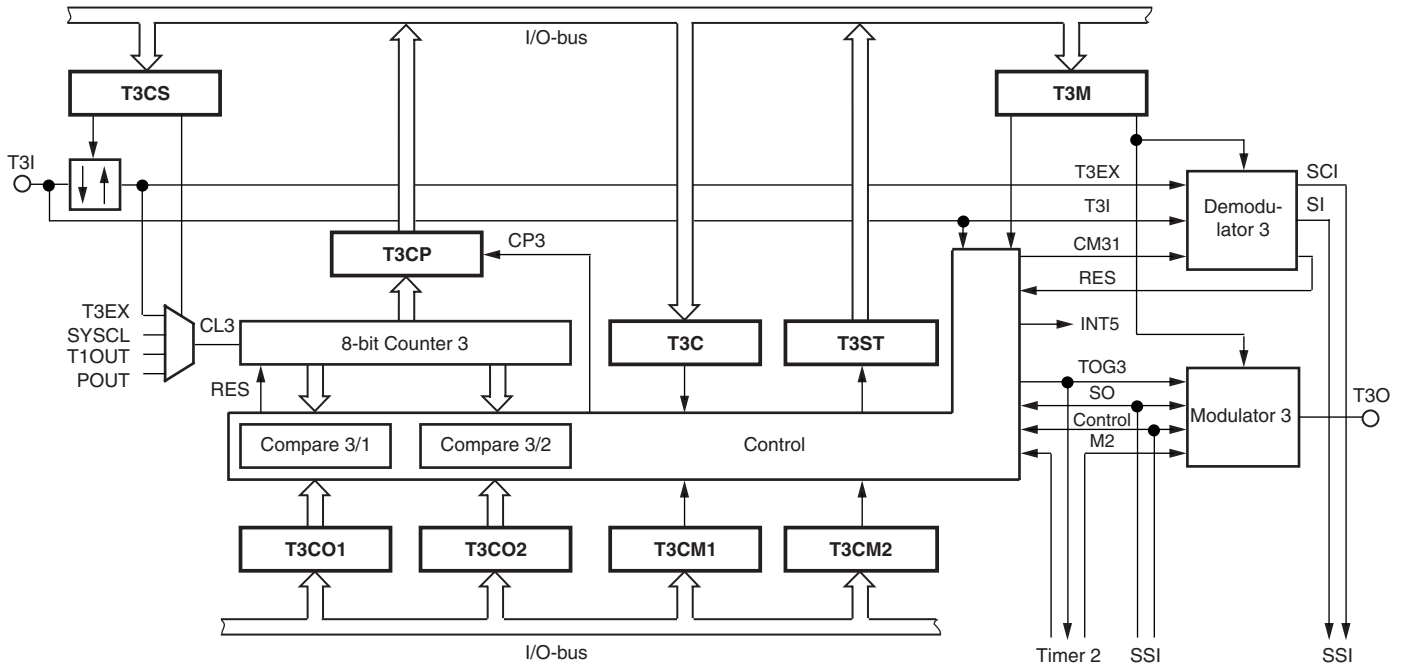 I/O-bus
T3CS
T3M
T3I
T3EX
SCI
T3I
SI
Demodu-
lator 3
T3CP
CP3
CM31
RES
T3EX
SYSCL
T1OUT
POUT
CL3
8-bit Counter 3
T3C
T3ST
INT5
RES
TOG3
SO
Control
M2
Modulator 3
T3O
Compare 3/1
Compare 3/2
Control
T3CO1
T3CO2
T3CM1
T3CM2
I/O-bus
Timer 2
SSI
SSI